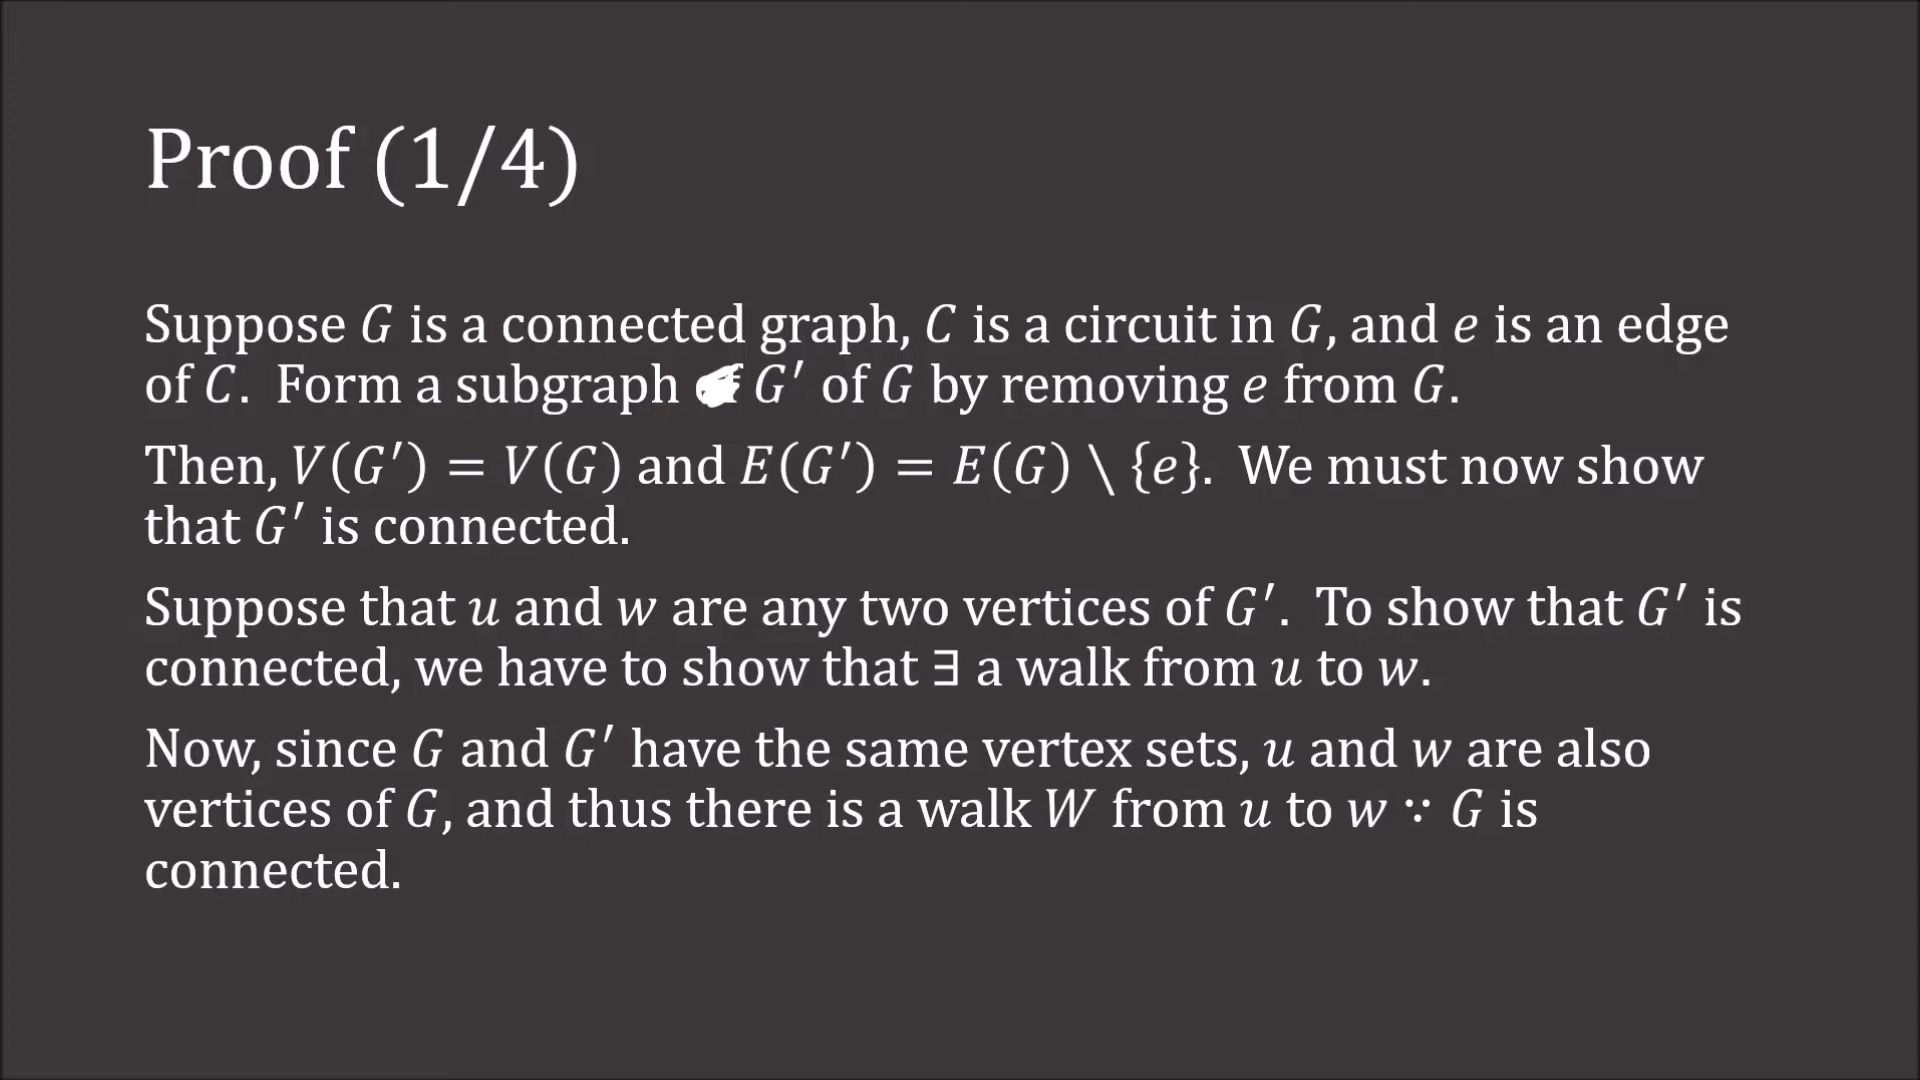 Proof (1/4)
Suppose G is a connected graph, C is a circuit in G, and e is an edge
of C. Form a subgraph G′ of G by removing e from G.
Then, V(G′) = V(G) and E(G′) = E(G) \ {e}. We must now show
that G′ is connected.
Suppose that u and w are any two vertices of G′. To show that G′ is
connected, we have to show that ∃ a walk from u to w.
Now, since G and G′ have the same vertex sets, u and w are also
vertices of G, and thus there is a walk W from u to w ∵ G is
connected.